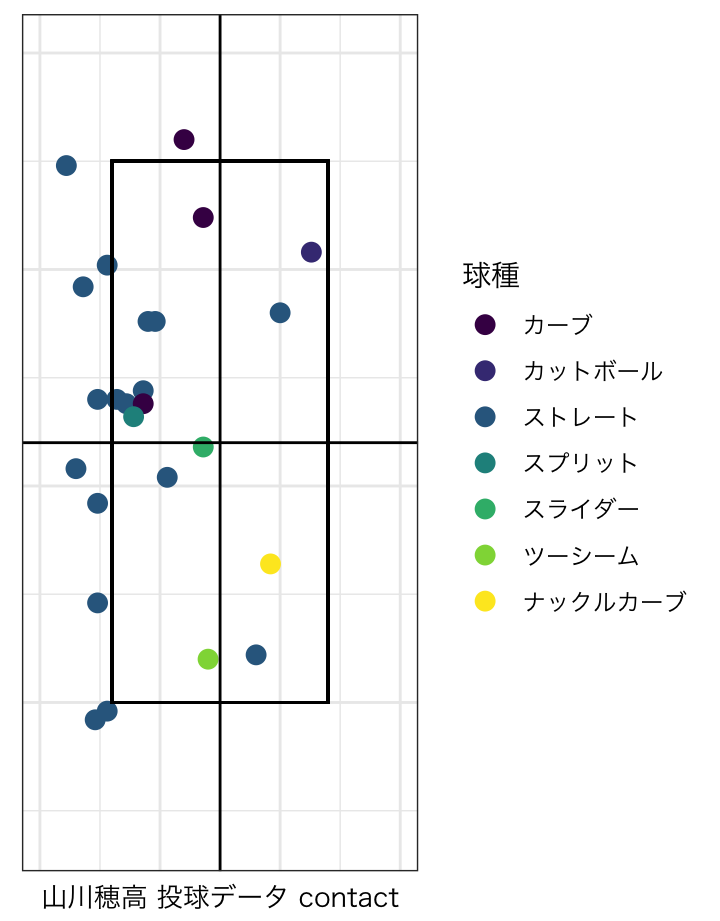 球種
カーブ
カットボール
ストレート
スプリット
スライダー
ツーシーム
ナックルカーブ
山川穂高 投球データ contact